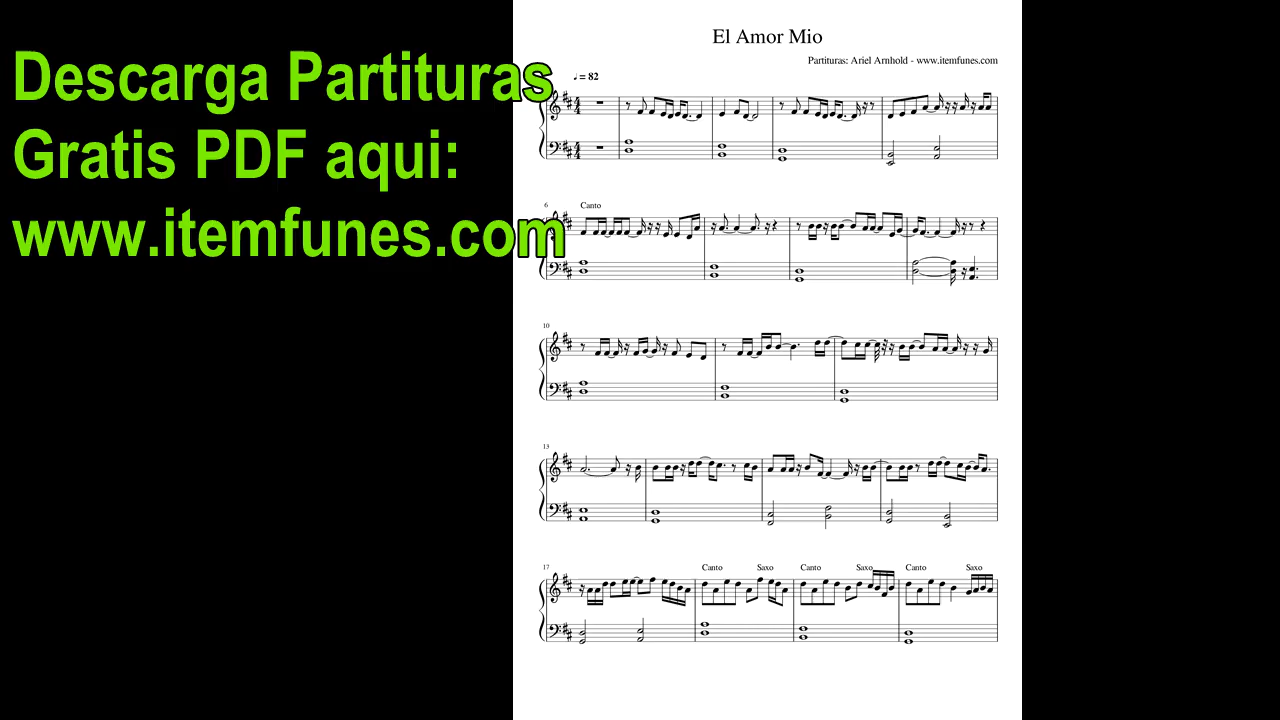 Descarga Partituras
Gratis PDF aqui:
www.itemfunes.com
El Amor Mio
Partituras: Ariel Arnhold - www.itemfunes.com
♩ = 82
6
Canto
10
13
17
Canto Saxo Canto Saxo Canto Saxo